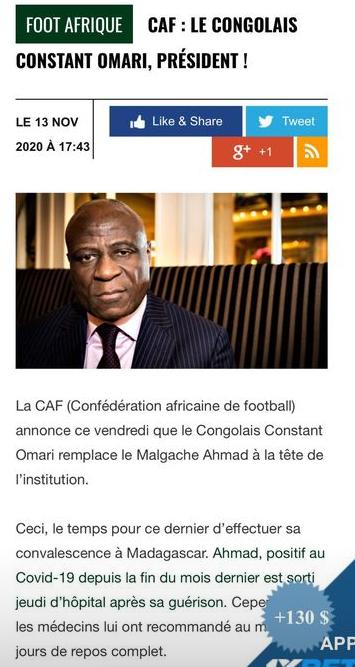 FOOT AFRIQUE CAF : LE CONGOLAIS
CONSTANT OMARI, PRÉSIDENT !
LE 13 NOV
2020 À 17:43
Like & Share
Tweet
g+ +1
La CAF (Confédération africaine de football)
annonce ce vendredi que le Congolais Constant
Omari remplace le Malgache Ahmad à la tête de
l’institution.
Ceci, le temps pour ce dernier d’effectuer sa
convalescence à Madagascar. Ahmad, positif au
Covid-19 depuis la fin du mois dernier est sorti
jeudi d’hôpital après sa guérison.
les médecins lui ont recommandé au
jours de repos complet.
+130 $
APP